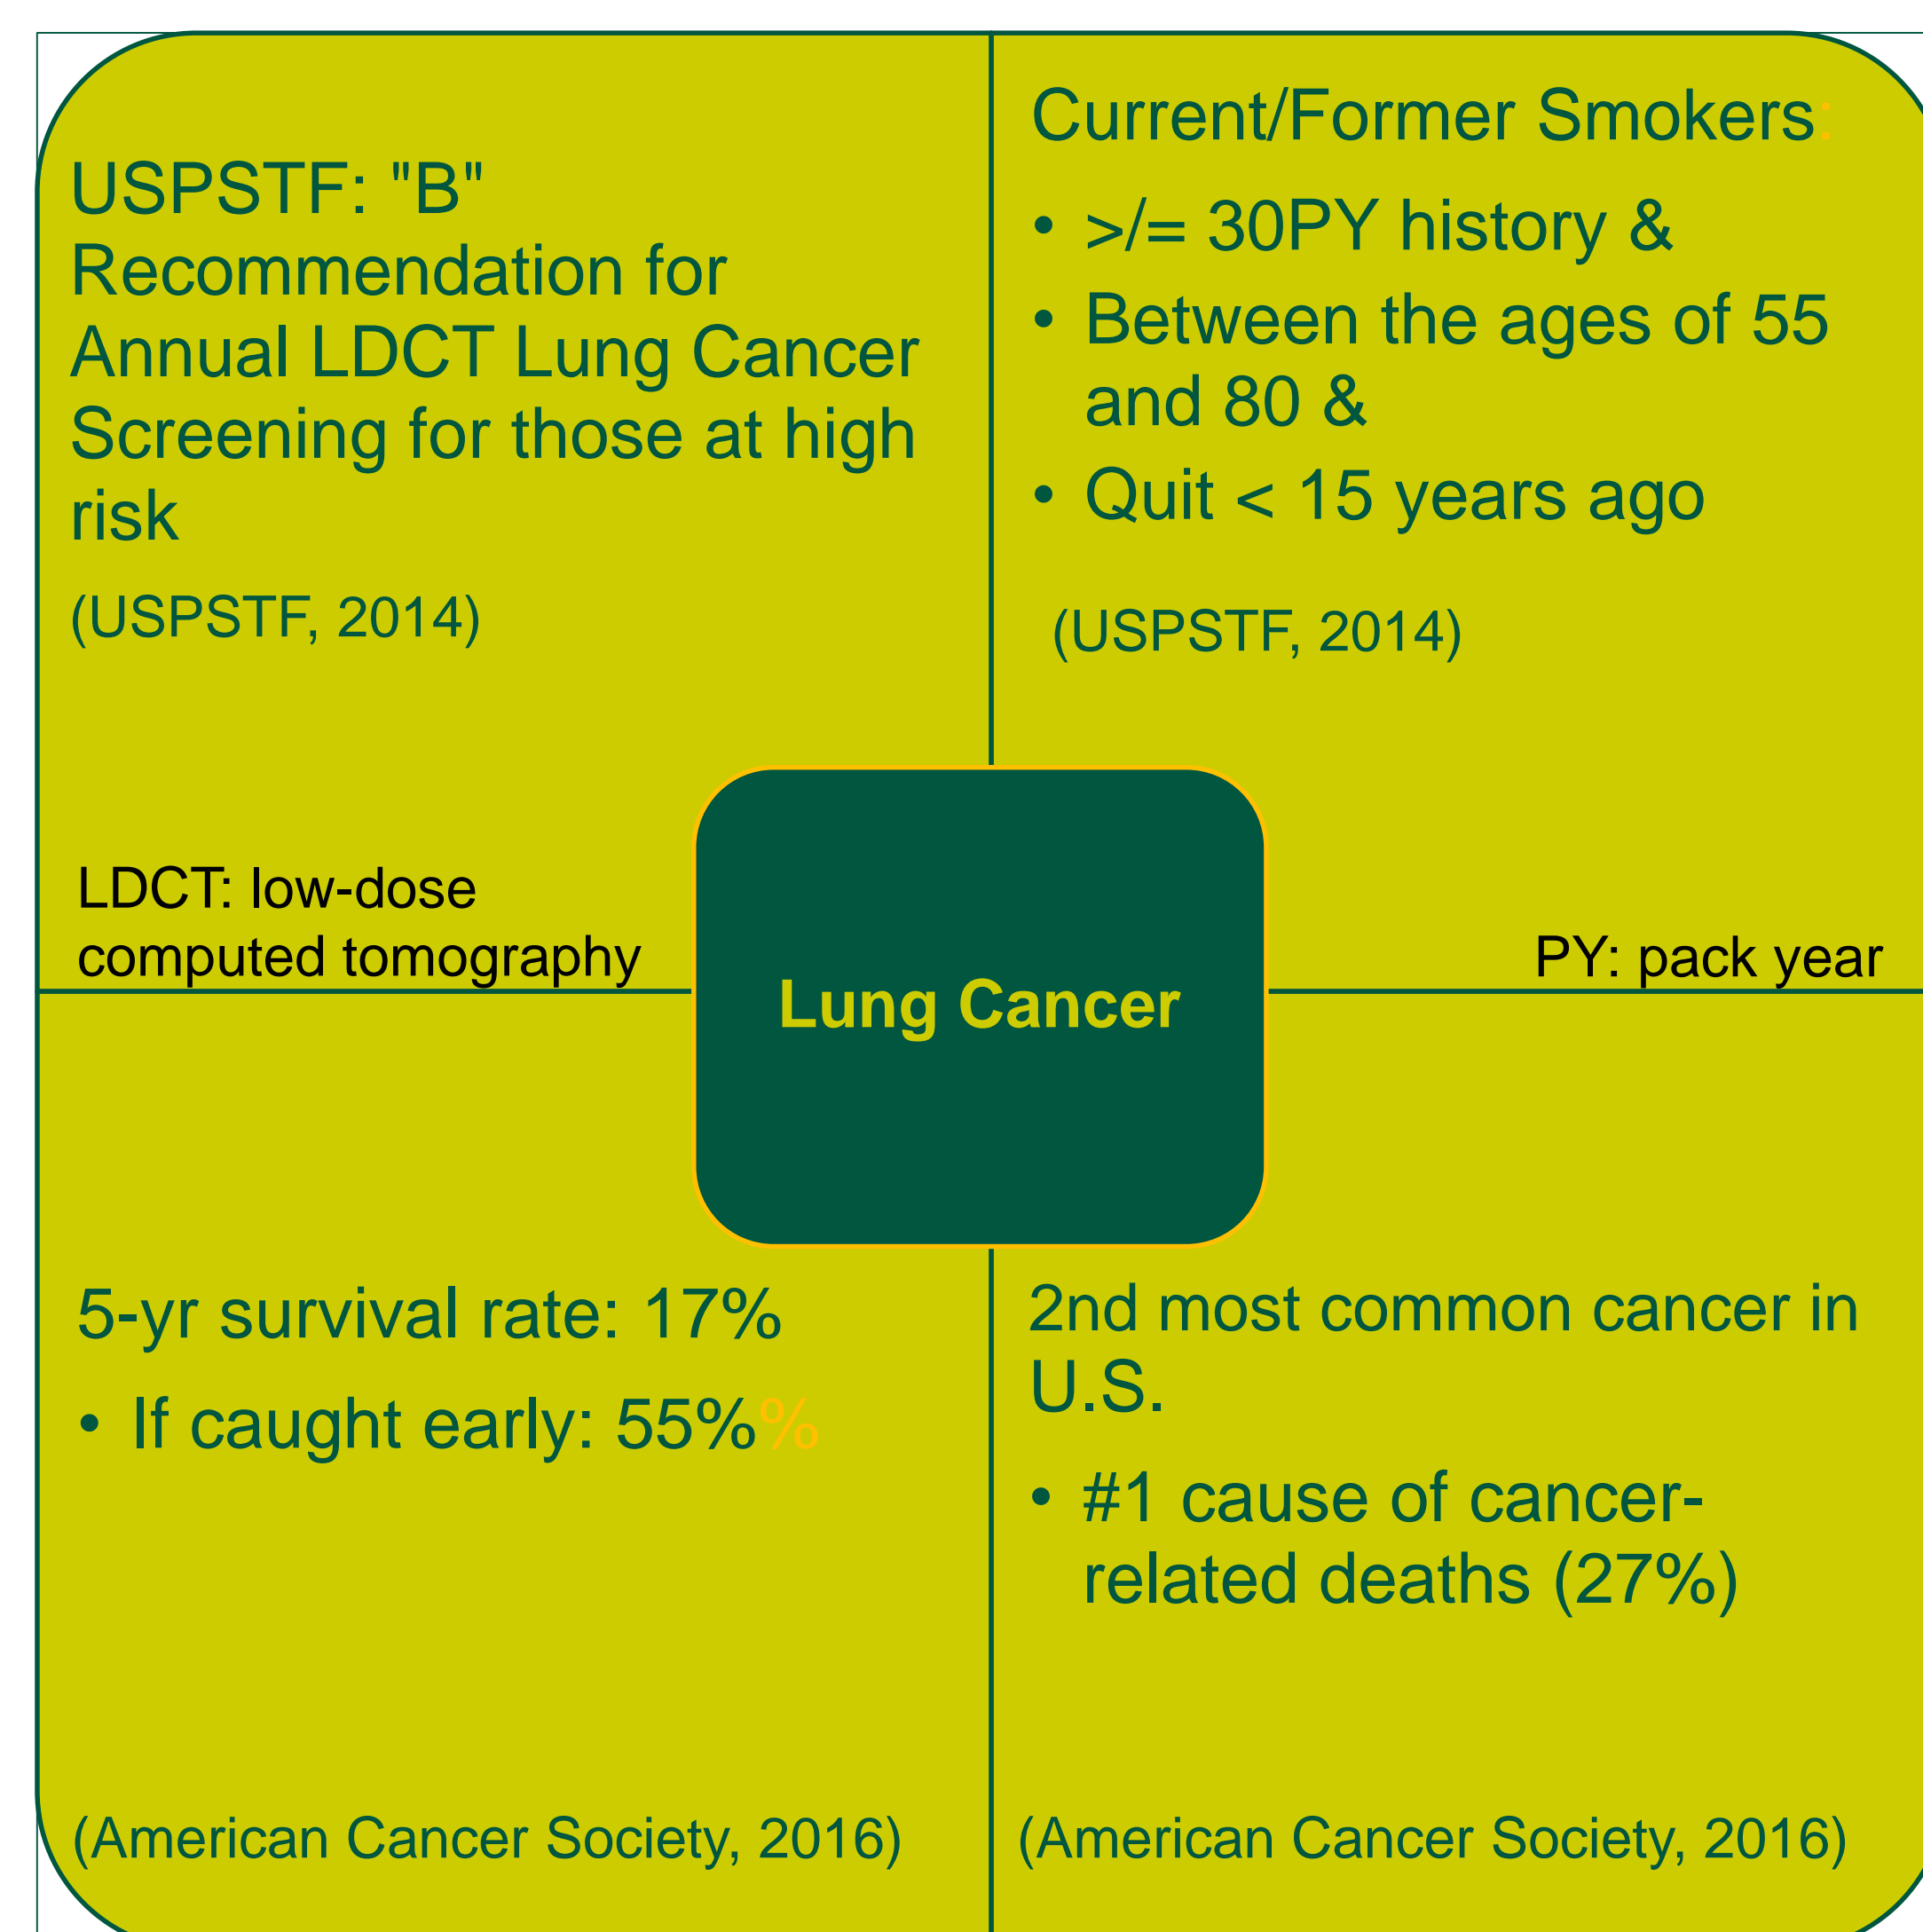 USPSTF: "B"
Recommendation for
Annual LDCT Lung Cancer
Screening for those at high
risk
(USPSTF, 2014)
LDCT: low-dose
computed tomography
Current/Former Smokers:
• >/= 30PY history &
• Between the ages of 55
and 80 &
• Quit < 15 years ago
(USPSTF, 2014)
PY: pack year
Lung Cancer
5-yr survival rate: 17%
• If caught early: 55%%
(American Cancer Society, 2016)
2nd most common cancer in
U.S.
• #1 cause of cancer-
related deaths (27%)
(American Cancer Society, 2016)